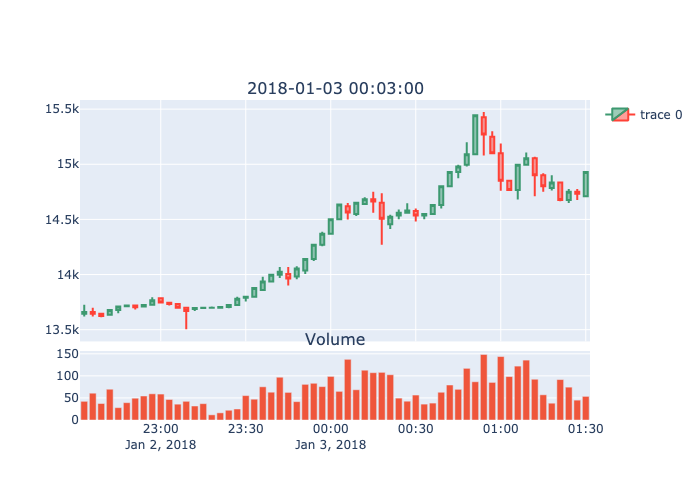 2018-01-03 00:03:00
15.5k
15k
14.5k
14k
13.5k
trace 0
Volume
150
100
50
0
23:00 23:30 00:00 00:30 01:00 01:30
Jan 2, 2018 Jan 3, 2018